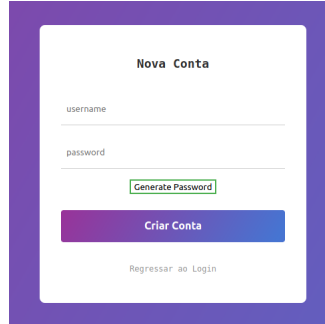 Nova Conta
username
password
Generate Password
Criar Conta
Regressar ao Login